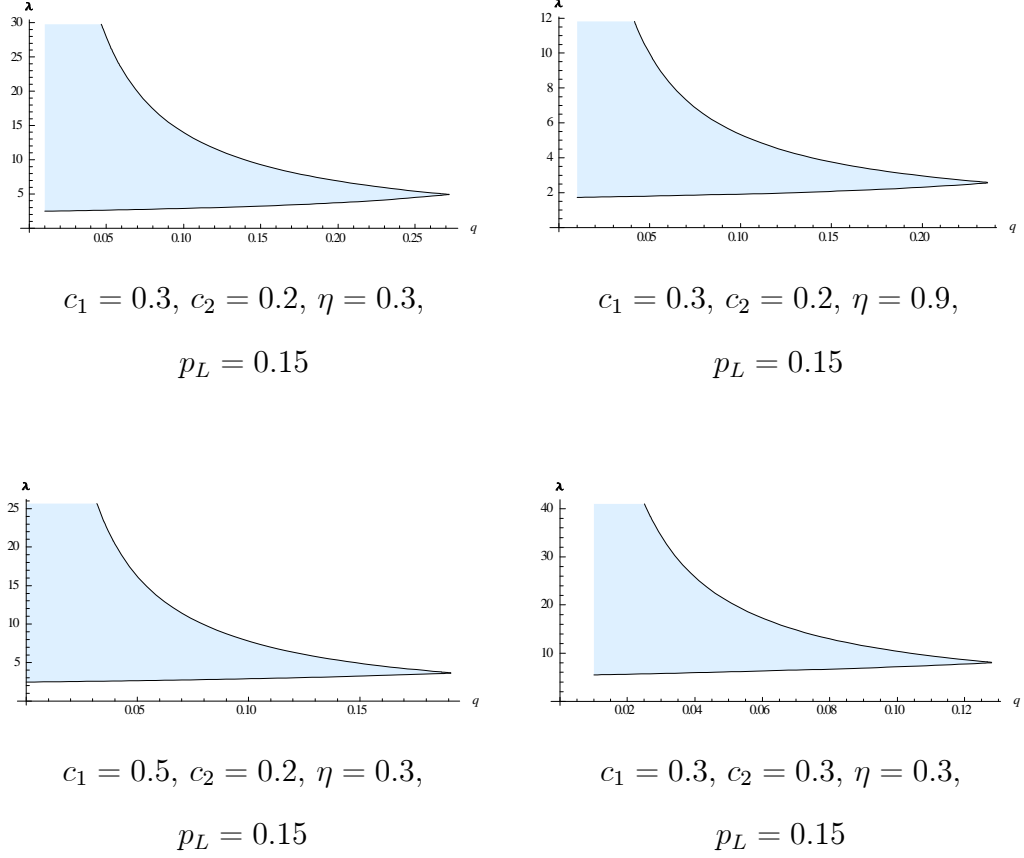 λ
30
25
20
15
10
5
0.05 0.10 0.15 0.20 0.25 q
c₁ = 0.3, c₂ = 0.2, η = 0.3,
p_L = 0.15
λ
12
10
8
6
4
2
0.05 0.10 0.15 0.20 q
c₁ = 0.3, c₂ = 0.2, η = 0.9,
p_L = 0.15
λ
25
20
15
10
5
0.05 0.10 0.15 q
c₁ = 0.5, c₂ = 0.2, η = 0.3,
p_L = 0.15
λ
40
30
20
10
0.02 0.04 0.06 0.08 0.10 0.12 q
c₁ = 0.3, c₂ = 0.3, η = 0.3,
p_L = 0.15